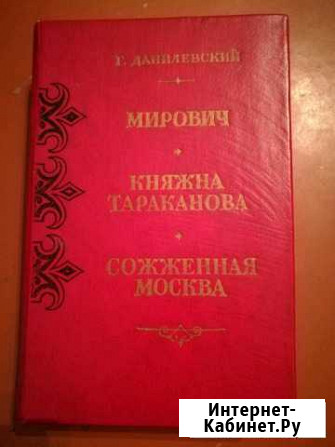 Г. ДАНИЛЕВСКИЙ
МИРОВИЧ
КНЯЖНА
ТАРАКАНОВА
СОЖЖЕННАЯ
МОСКВА
Интернет-
Кабинет.Ру